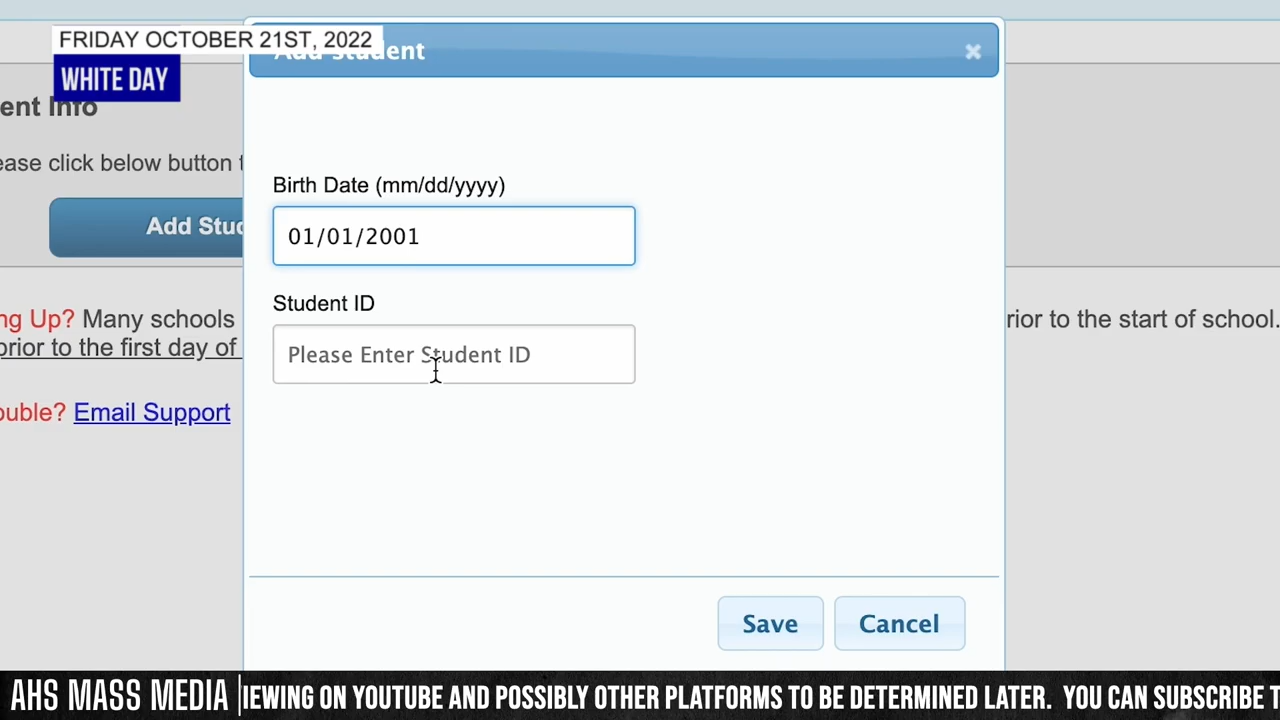 FRIDAY OCTOBER 21ST, 2022
WHITE DAY
Add student
ent Info
ease click below button t
Add Stud
Birth Date (mm/dd/yyyy)
01/01/2001
Student ID
Please Enter Student ID
ng Up? Many schools
rior to the start of school.
prior to the first day of
ouble? Email Support
Save
Cancel
AHS MASS MEDIA
IEWING ON YOUTUBE AND POSSIBLY OTHER PLATFORMS TO BE DETERMINED LATER. YOU CAN SUBSCRIBE T